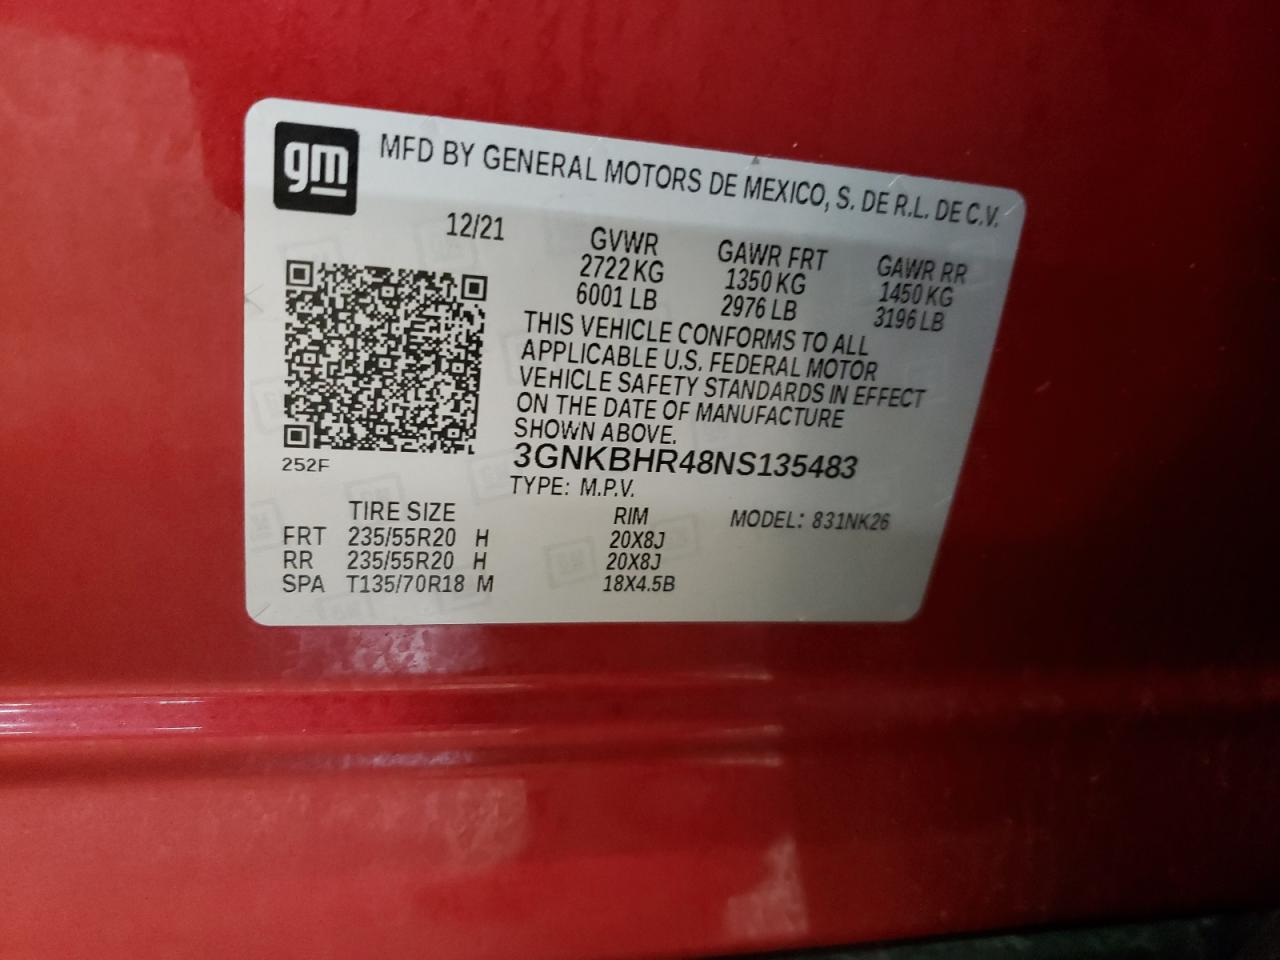 gm
MFD BY GENERAL MOTORS DE MEXICO, S. DE R.L. DE C.V.
12/21
GVWR GAWR FRT GAWR RR
2722 KG 1350 KG 1450 KG
6001 LB 2976 LB 3196 LB
THIS VEHICLE CONFORMS TO ALL
APPLICABLE U.S. FEDERAL MOTOR
VEHICLE SAFETY STANDARDS IN EFFECT
ON THE DATE OF MANUFACTURE
SHOWN ABOVE.
252F
3GNKBHR48NS135483
TYPE: M.P.V.
TIRE SIZE RIM MODEL: 831NK26
FRT 235/55R20 H 20X8J
RR 235/55R20 H 20X8J
SPA T135/70R18 M 18X4.5B